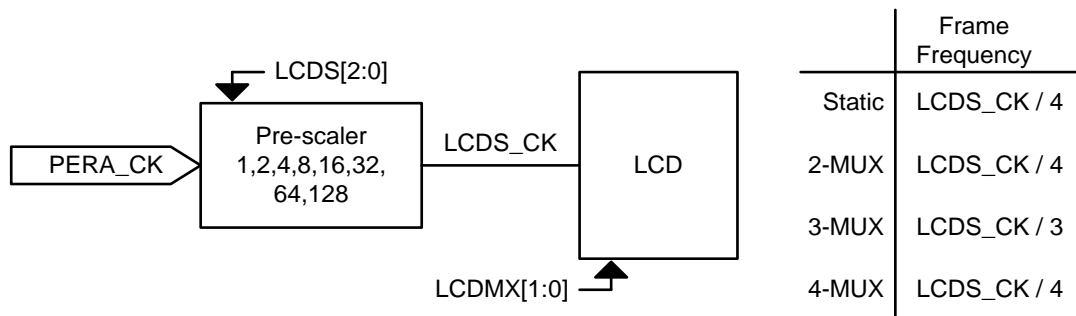 LCDS[2:0]
PERA_CK
Pre-scaler
1,2,4,8,16,32,
64,128
LCDS_CK
LCD
LCDMX[1:0]
Frame
Frequency
Static LCDS_CK / 4
2-MUX LCDS_CK / 4
3-MUX LCDS_CK / 3
4-MUX LCDS_CK / 4